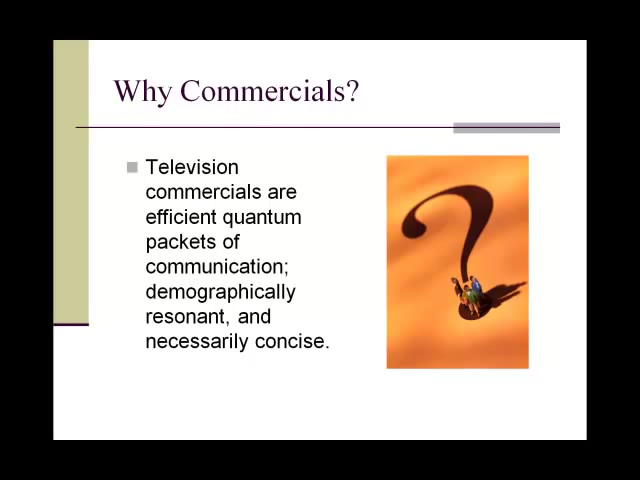 Why Commercials?
Television
commercials are
efficient quantum
packets of
communication;
demographically
resonant, and
necessarily concise.